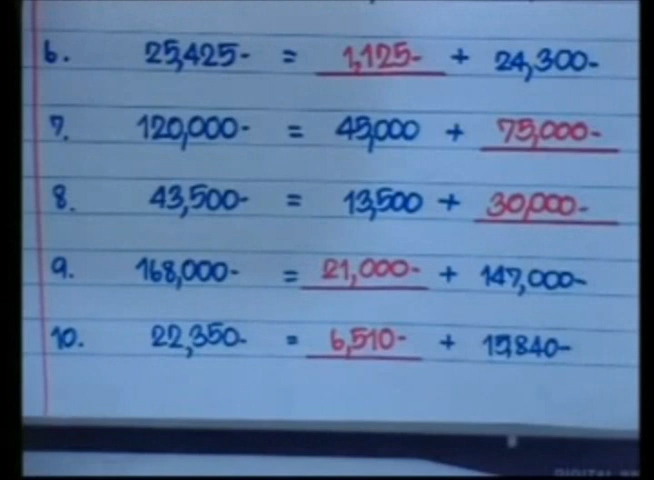 6. 25,425- = 1,125- + 24,300-
7. 120,000- = 45,000 + 75,000-
8. 43,500- = 13,500 + 30,000-
9. 168,000- = 21,000- + 147,000-
10. 22,350- = 6,510- + 15,840-
DIGITAL